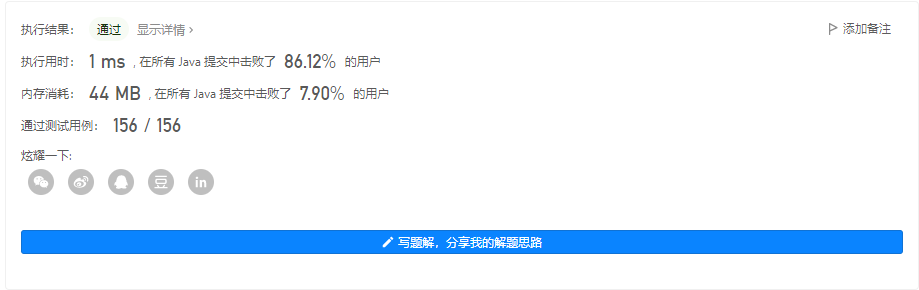 执行结果： 通过 显示详情 › 添加备注
执行用时： 1 ms , 在所有 Java 提交中击败了 86.12% 的用户
内存消耗： 44 MB , 在所有 Java 提交中击败了 7.90% 的用户
通过测试用例： 156 / 156
炫耀一下:
豆 in
写题解，分享我的解题思路